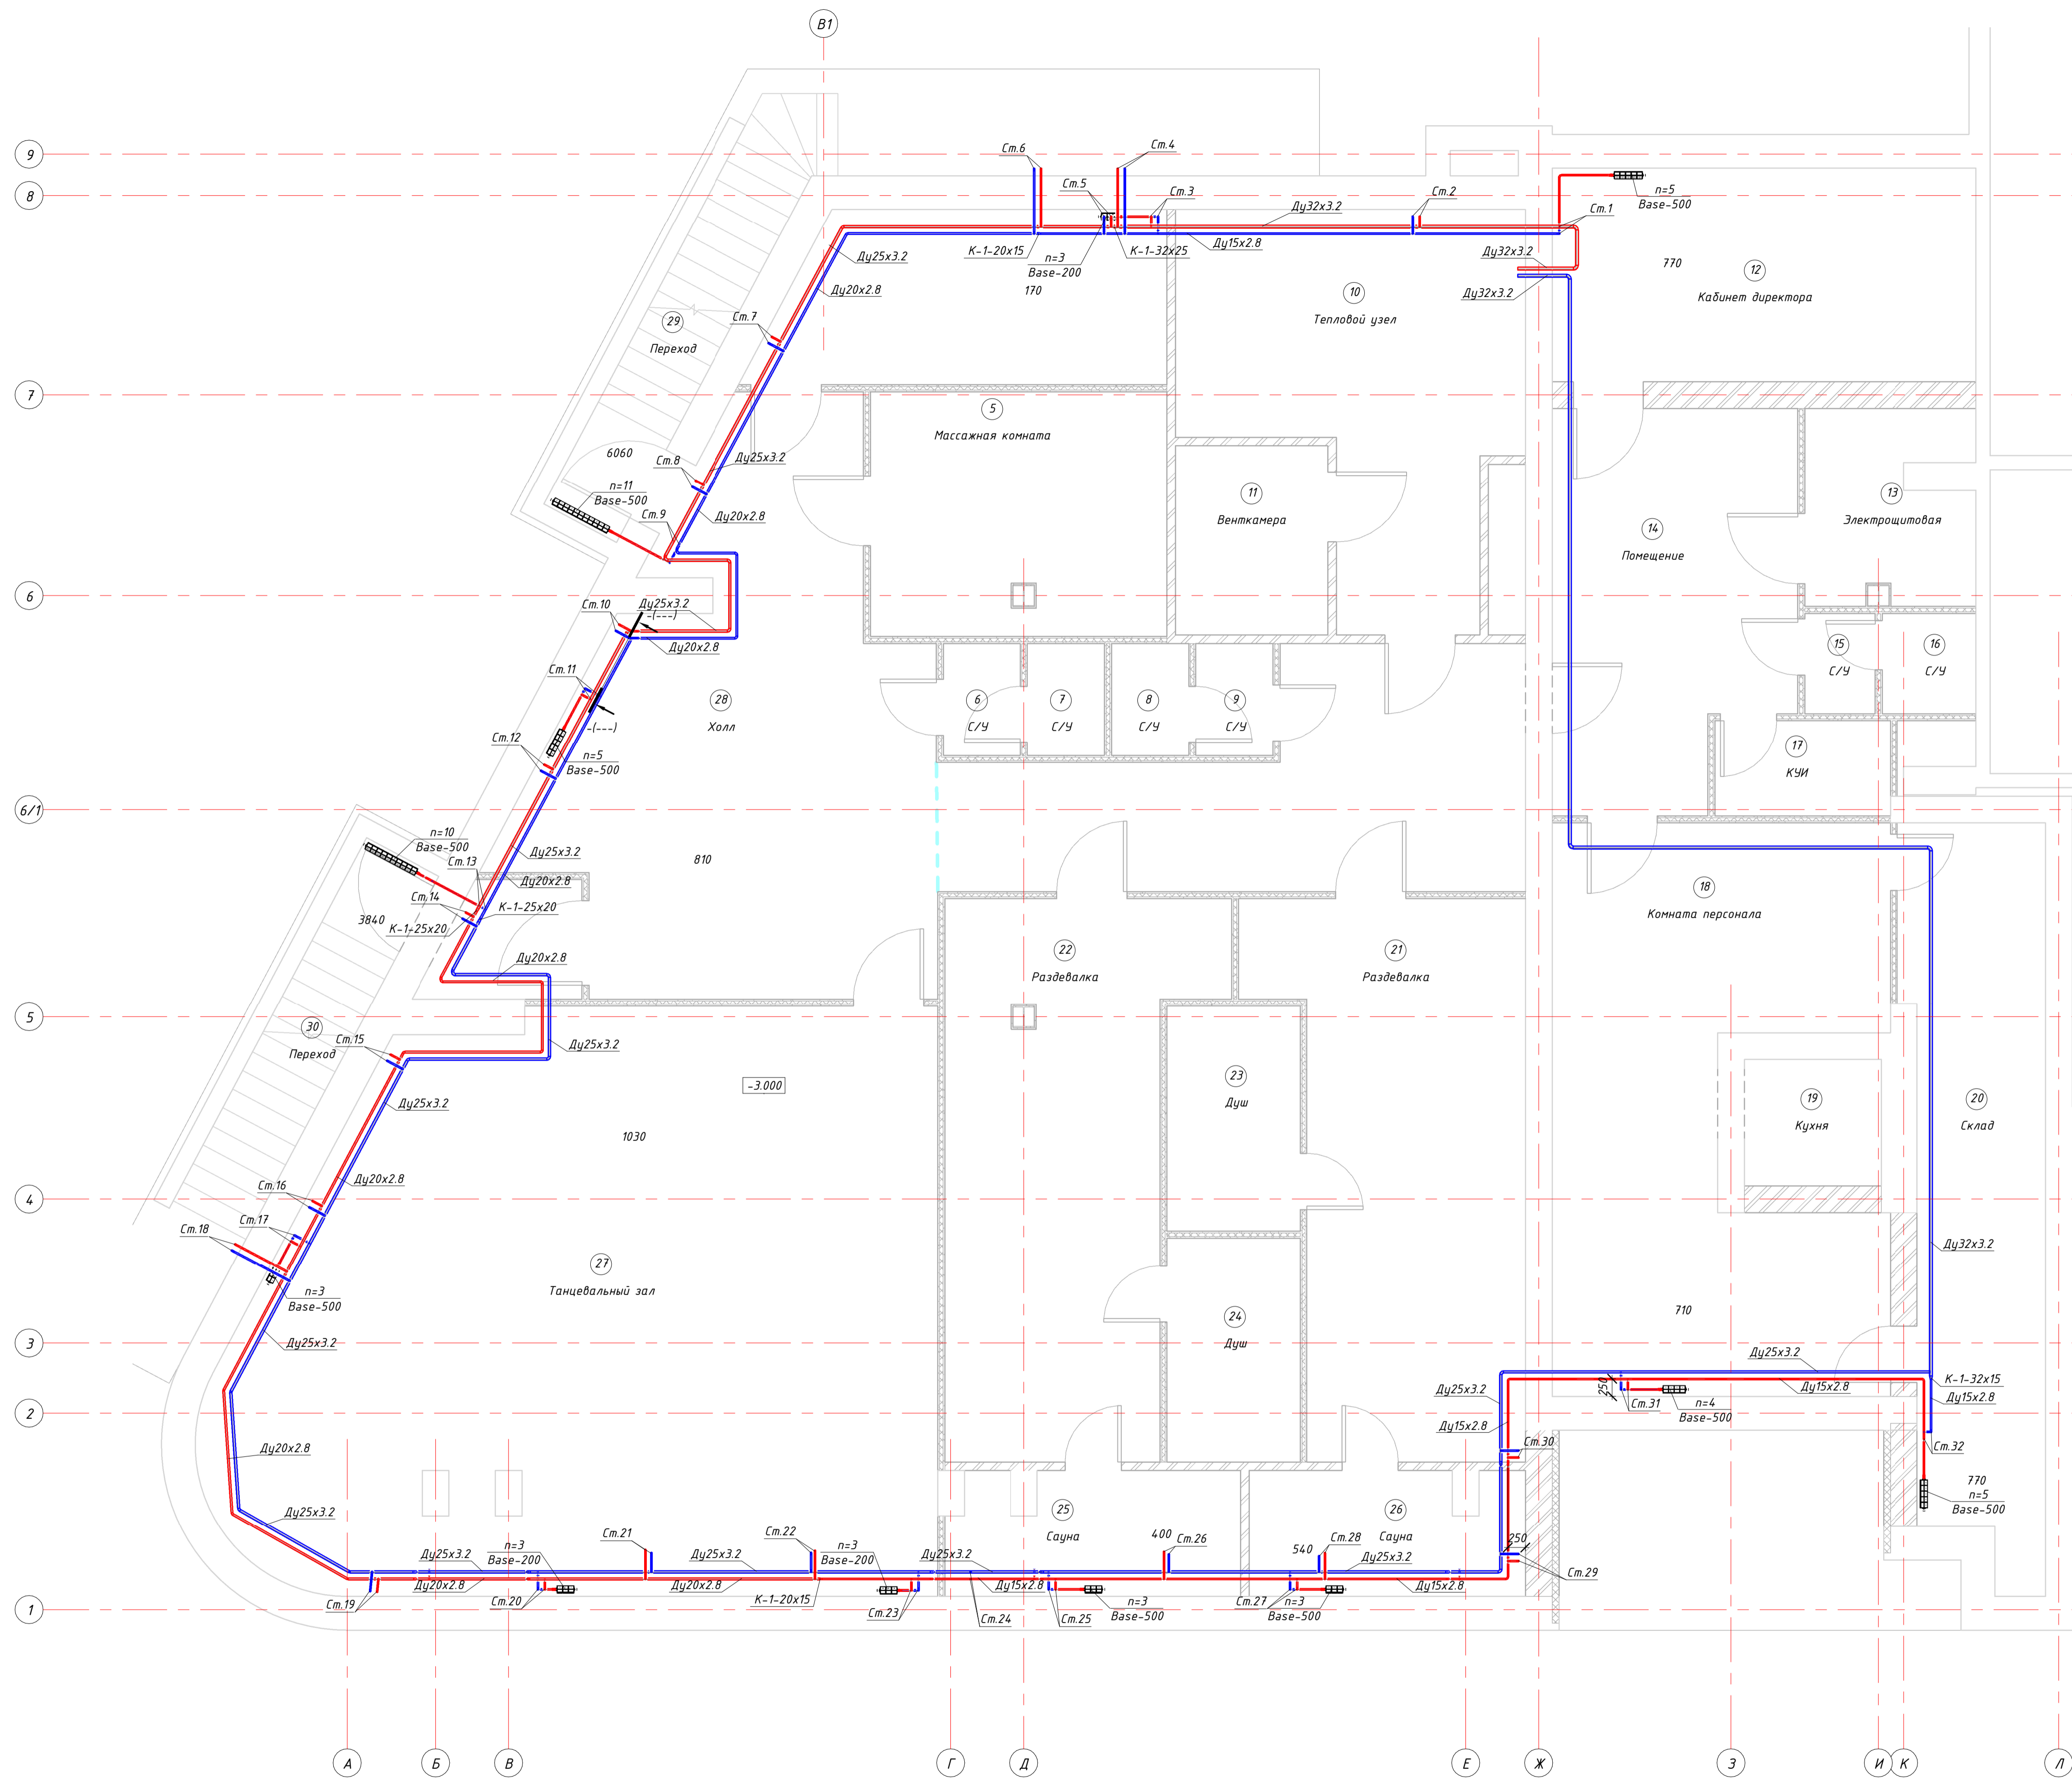 В1
9
8
7
6
6/1
5
4
3
2
1
Ст.6
Ст.4
Ст.5
Ст.3
Ду32х3.2
Ст.2
n=5
Base-500
Ст.1
К-1-20х15
n=3
Base-200
К-1-32х25
Ду15х2.8
Ду32х3.2
Ду32х3.2
770
12
Кабинет директора
Ду25х3.2
Ду20х2.8
170
10
Тепловой узел
Ст.7
29
Переход
5
Массажная комната
6060
Ст.8
Ду25х3.2
n=11
Base-500
Ст.9
Ду20х2.8
11
Венткамера
13
Электрощитовая
14
Помещение
Ст.10
Ду25х3.2
-(---)
Ду20х2.8
Ст.11
-(---)
28
Холл
6
С/У
7
С/У
8
С/У
9
С/У
15
С/У
16
С/У
Ст.12
n=5
Base-500
17
КУИ
n=10
Base-500
Ст.13
Ду25х3.2
810
Ду20х2.8
Ст.14
К-1-25х20
3840
К-1-25х20
18
Комната персонала
22
Раздевалка
21
Раздевалка
Ду20х2.8
30
Переход
Ст.15
Ду25х3.2
-3.000
Ду25х3.2
1030
23
Душ
19
Кухня
20
Склад
Ст.16
Ду20х2.8
Ст.17
Ст.18
Ду32х3.2
27
Танцевальный зал
n=3
Base-500
Ду25х3.2
24
Душ
710
Ду25х3.2
250
Ду15х2.8
К-1-32х15
Ду15х2.8
Ст.31
n=4
Base-500
Ду25х3.2
Ду15х2.8
Ст.30
Ст.32
Ду20х2.8
770
n=5
Base-500
Ду25х3.2
25
Сауна
26
Сауна
400
540
250
Ст.21
Ст.22
Ст.26
Ст.28
Ду25х3.2
n=3
Base-200
Ду25х3.2
n=3
Base-200
Ду25х3.2
Ду25х3.2
Ст.29
Ду20х2.8
Ду20х2.8
К-1-20х15
Ду15х2.8
Ду15х2.8
Ст.19
Ст.20
Ст.23
Ст.24
Ст.25
n=3
Base-500
Ст.27
n=3
Base-500
А
Б
В
Г
Д
Е
Ж
З
И
К
Л